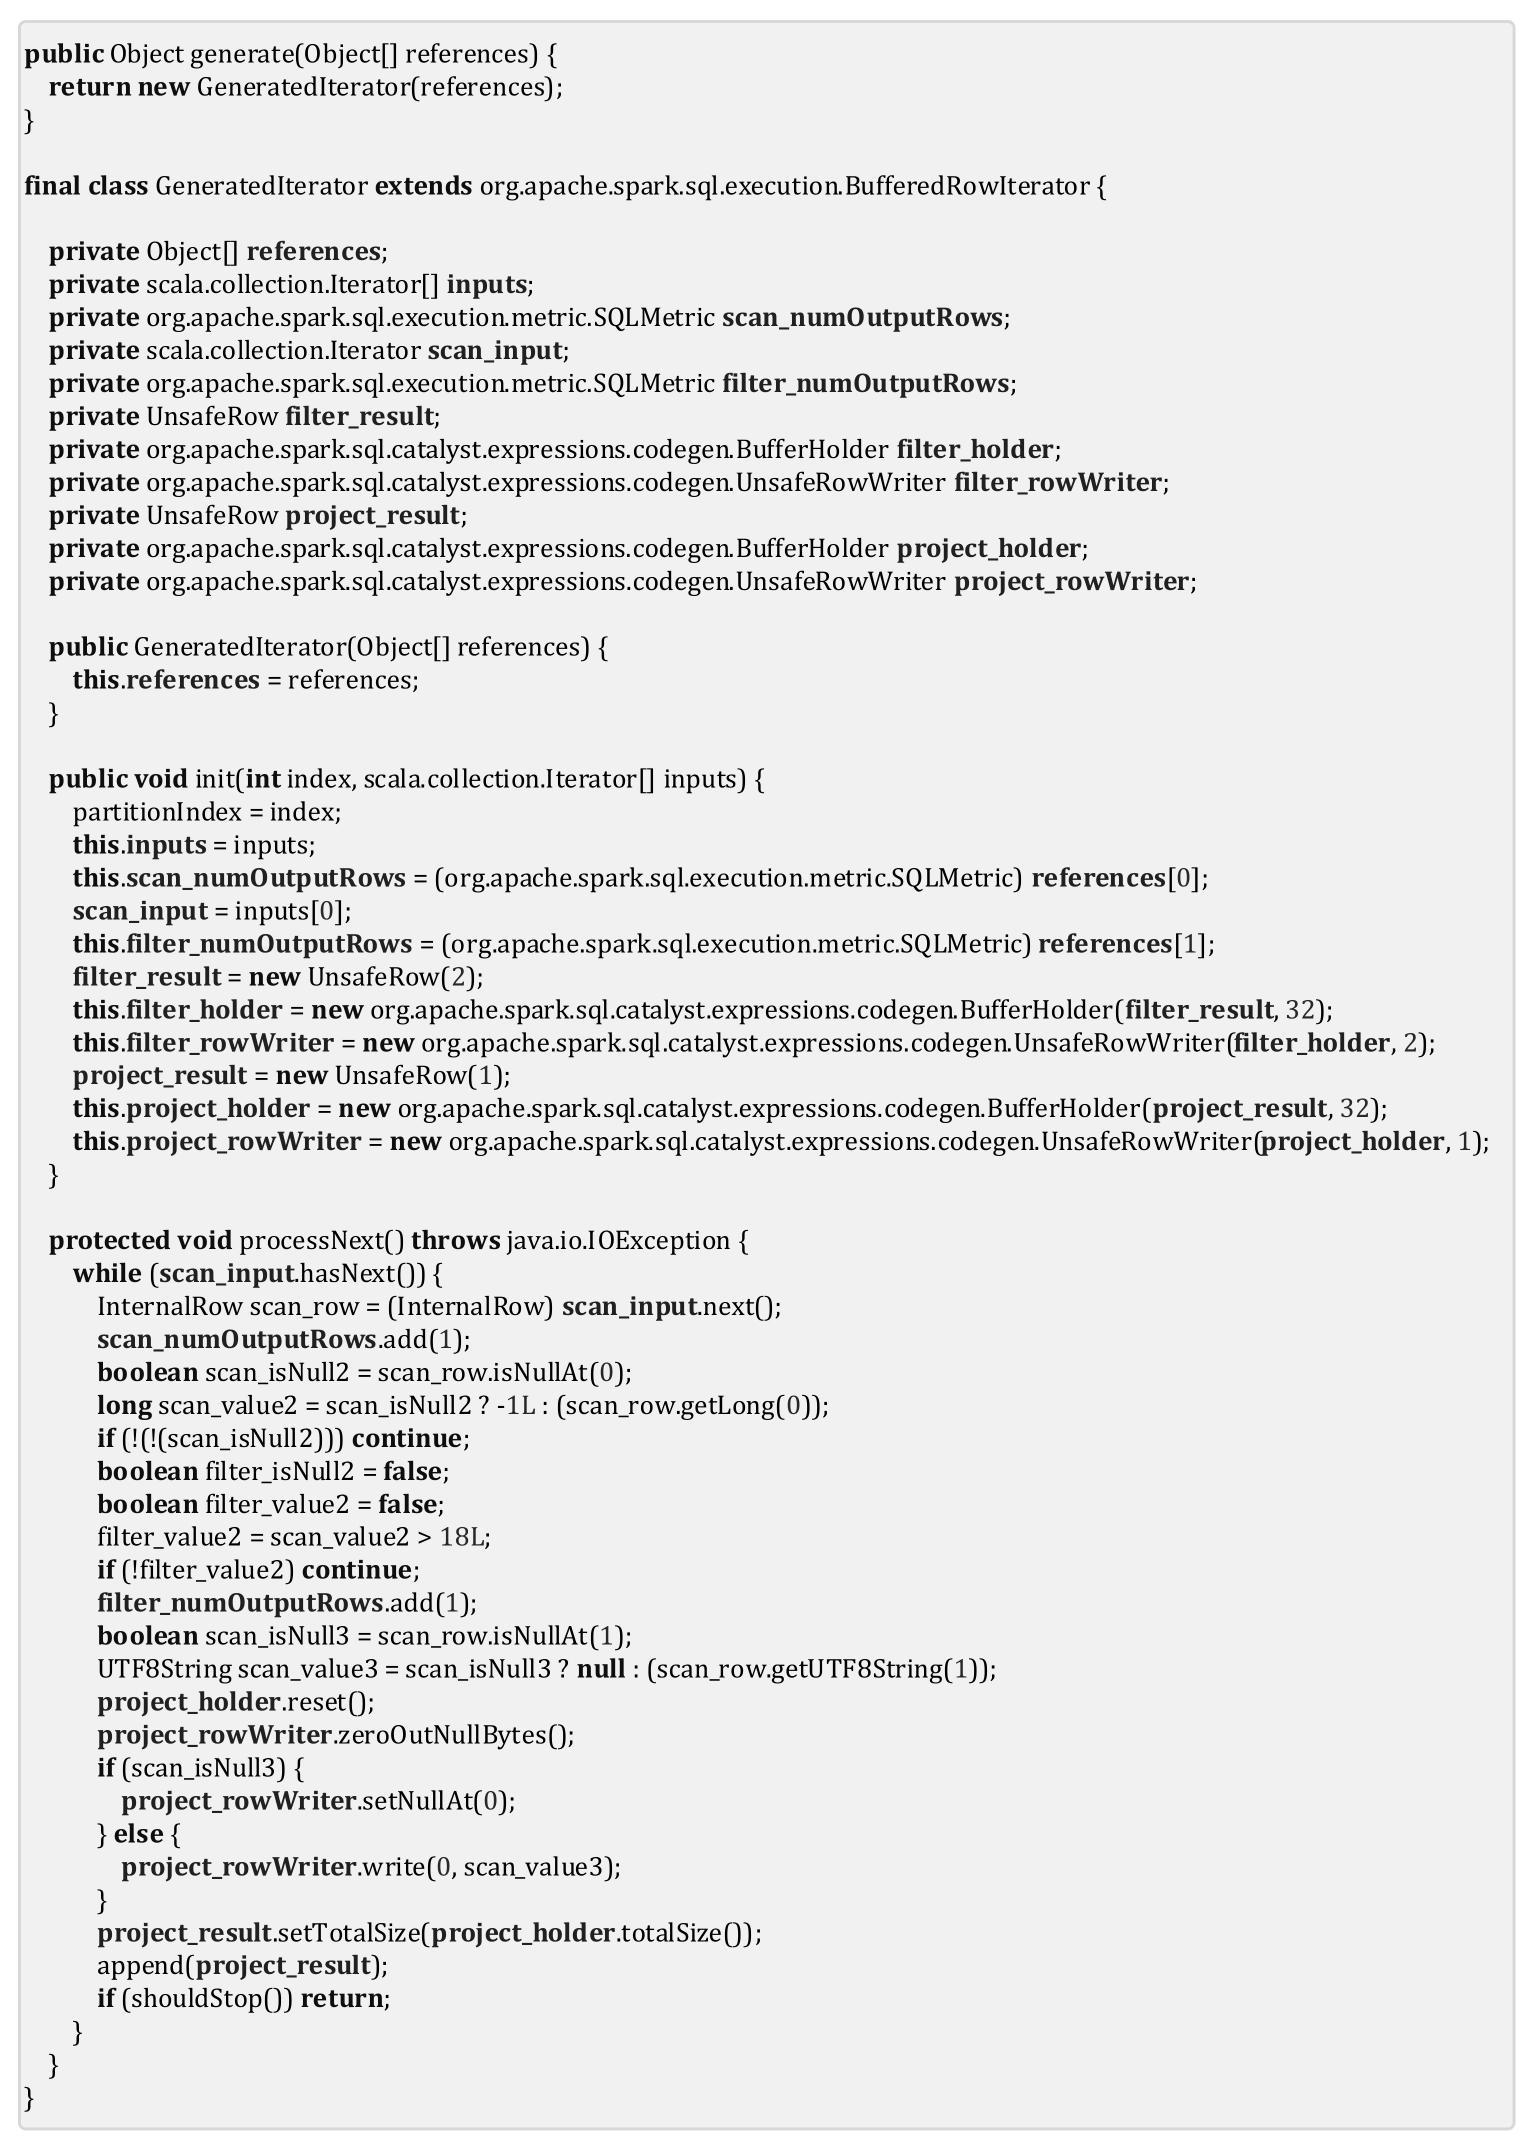 public Object generate(Object[] references) {
return new GeneratedIterator(references);
}
final class GeneratedIterator extends org.apache.spark.sql.execution.BufferedRowIterator {
private Object[] references;
private scala.collection.Iterator[] inputs;
private org.apache.spark.sql.execution.metric.SQLMetric scan_numOutputRows;
private scala.collection.Iterator scan_input;
private org.apache.spark.sql.execution.metric.SQLMetric filter_numOutputRows;
private UnsafeRow filter_result;
private org.apache.spark.sql.catalyst.expressions.codegen.BufferHolder filter_holder;
private org.apache.spark.sql.catalyst.expressions.codegen.UnsafeRowWriter filter_rowWriter;
private UnsafeRow project_result;
private org.apache.spark.sql.catalyst.expressions.codegen.BufferHolder project_holder;
private org.apache.spark.sql.catalyst.expressions.codegen.UnsafeRowWriter project_rowWriter;
public GeneratedIterator(Object[] references) {
this.references = references;
}
public void init(int index, scala.collection.Iterator[] inputs) {
partitionIndex = index;
this.inputs = inputs;
this.scan_numOutputRows = (org.apache.spark.sql.execution.metric.SQLMetric) references[0];
scan_input = inputs[0];
this.filter_numOutputRows = (org.apache.spark.sql.execution.metric.SQLMetric) references[1];
filter_result = new UnsafeRow(2);
this.filter_holder = new org.apache.spark.sql.catalyst.expressions.codegen.BufferHolder(filter_result, 32);
this.filter_rowWriter = new org.apache.spark.sql.catalyst.expressions.codegen.UnsafeRowWriter(filter_holder, 2);
project_result = new UnsafeRow(1);
this.project_holder = new org.apache.spark.sql.catalyst.expressions.codegen.BufferHolder(project_result, 32);
this.project_rowWriter = new org.apache.spark.sql.catalyst.expressions.codegen.UnsafeRowWriter(project_holder, 1);
}
protected void processNext() throws java.io.IOException {
while (scan_input.hasNext()) {
InternalRow scan_row = (InternalRow) scan_input.next();
scan_numOutputRows.add(1);
boolean scan_isNull2 = scan_row.isNullAt(0);
long scan_value2 = scan_isNull2 ? -1L : (scan_row.getLong(0));
if (!(!(scan_isNull2))) continue;
boolean filter_isNull2 = false;
boolean filter_value2 = false;
filter_value2 = scan_value2 > 18L;
if (!filter_value2) continue;
filter_numOutputRows.add(1);
boolean scan_isNull3 = scan_row.isNullAt(1);
UTF8String scan_value3 = scan_isNull3 ? null : (scan_row.getUTF8String(1));
project_holder.reset();
project_rowWriter.zeroOutNullBytes();
if (scan_isNull3) {
project_rowWriter.setNullAt(0);
} else {
project_rowWriter.write(0, scan_value3);
}
project_result.setTotalSize(project_holder.totalSize());
append(project_result);
if (shouldStop()) return;
}
}
}